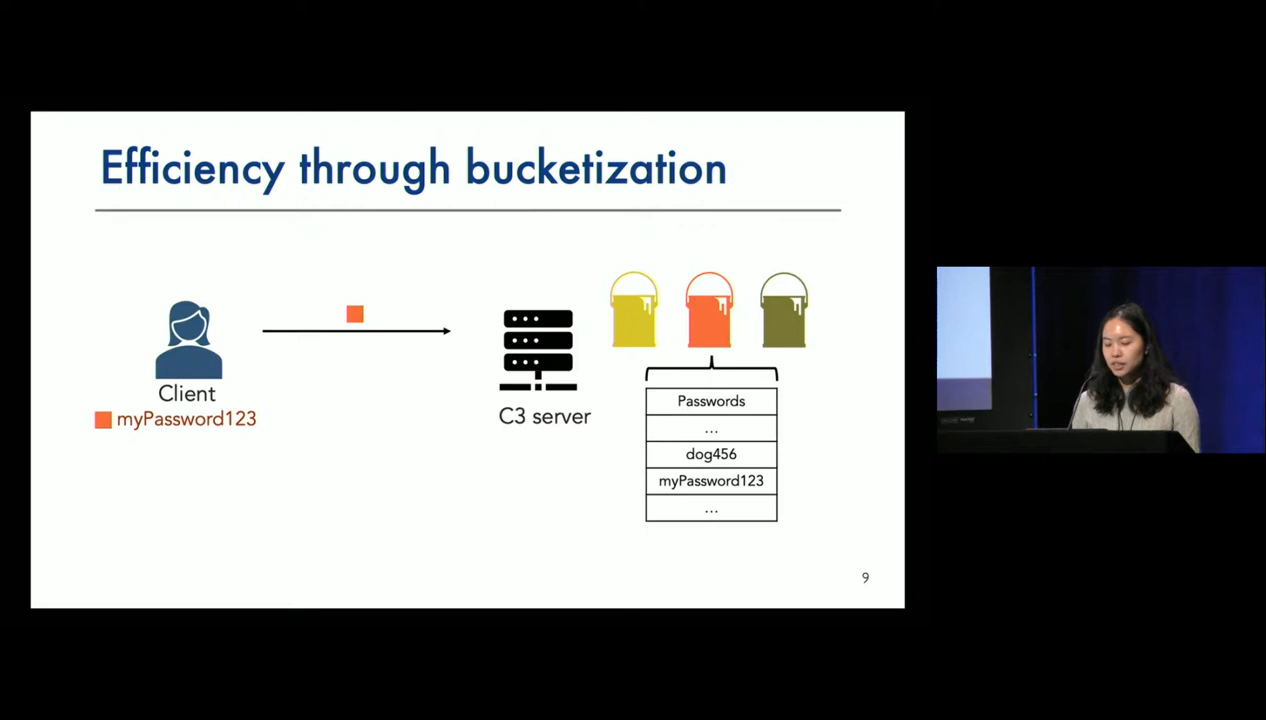 Efficiency through bucketization
Client
myPassword123
C3 server
Passwords
...
dog456
myPassword123
...
9